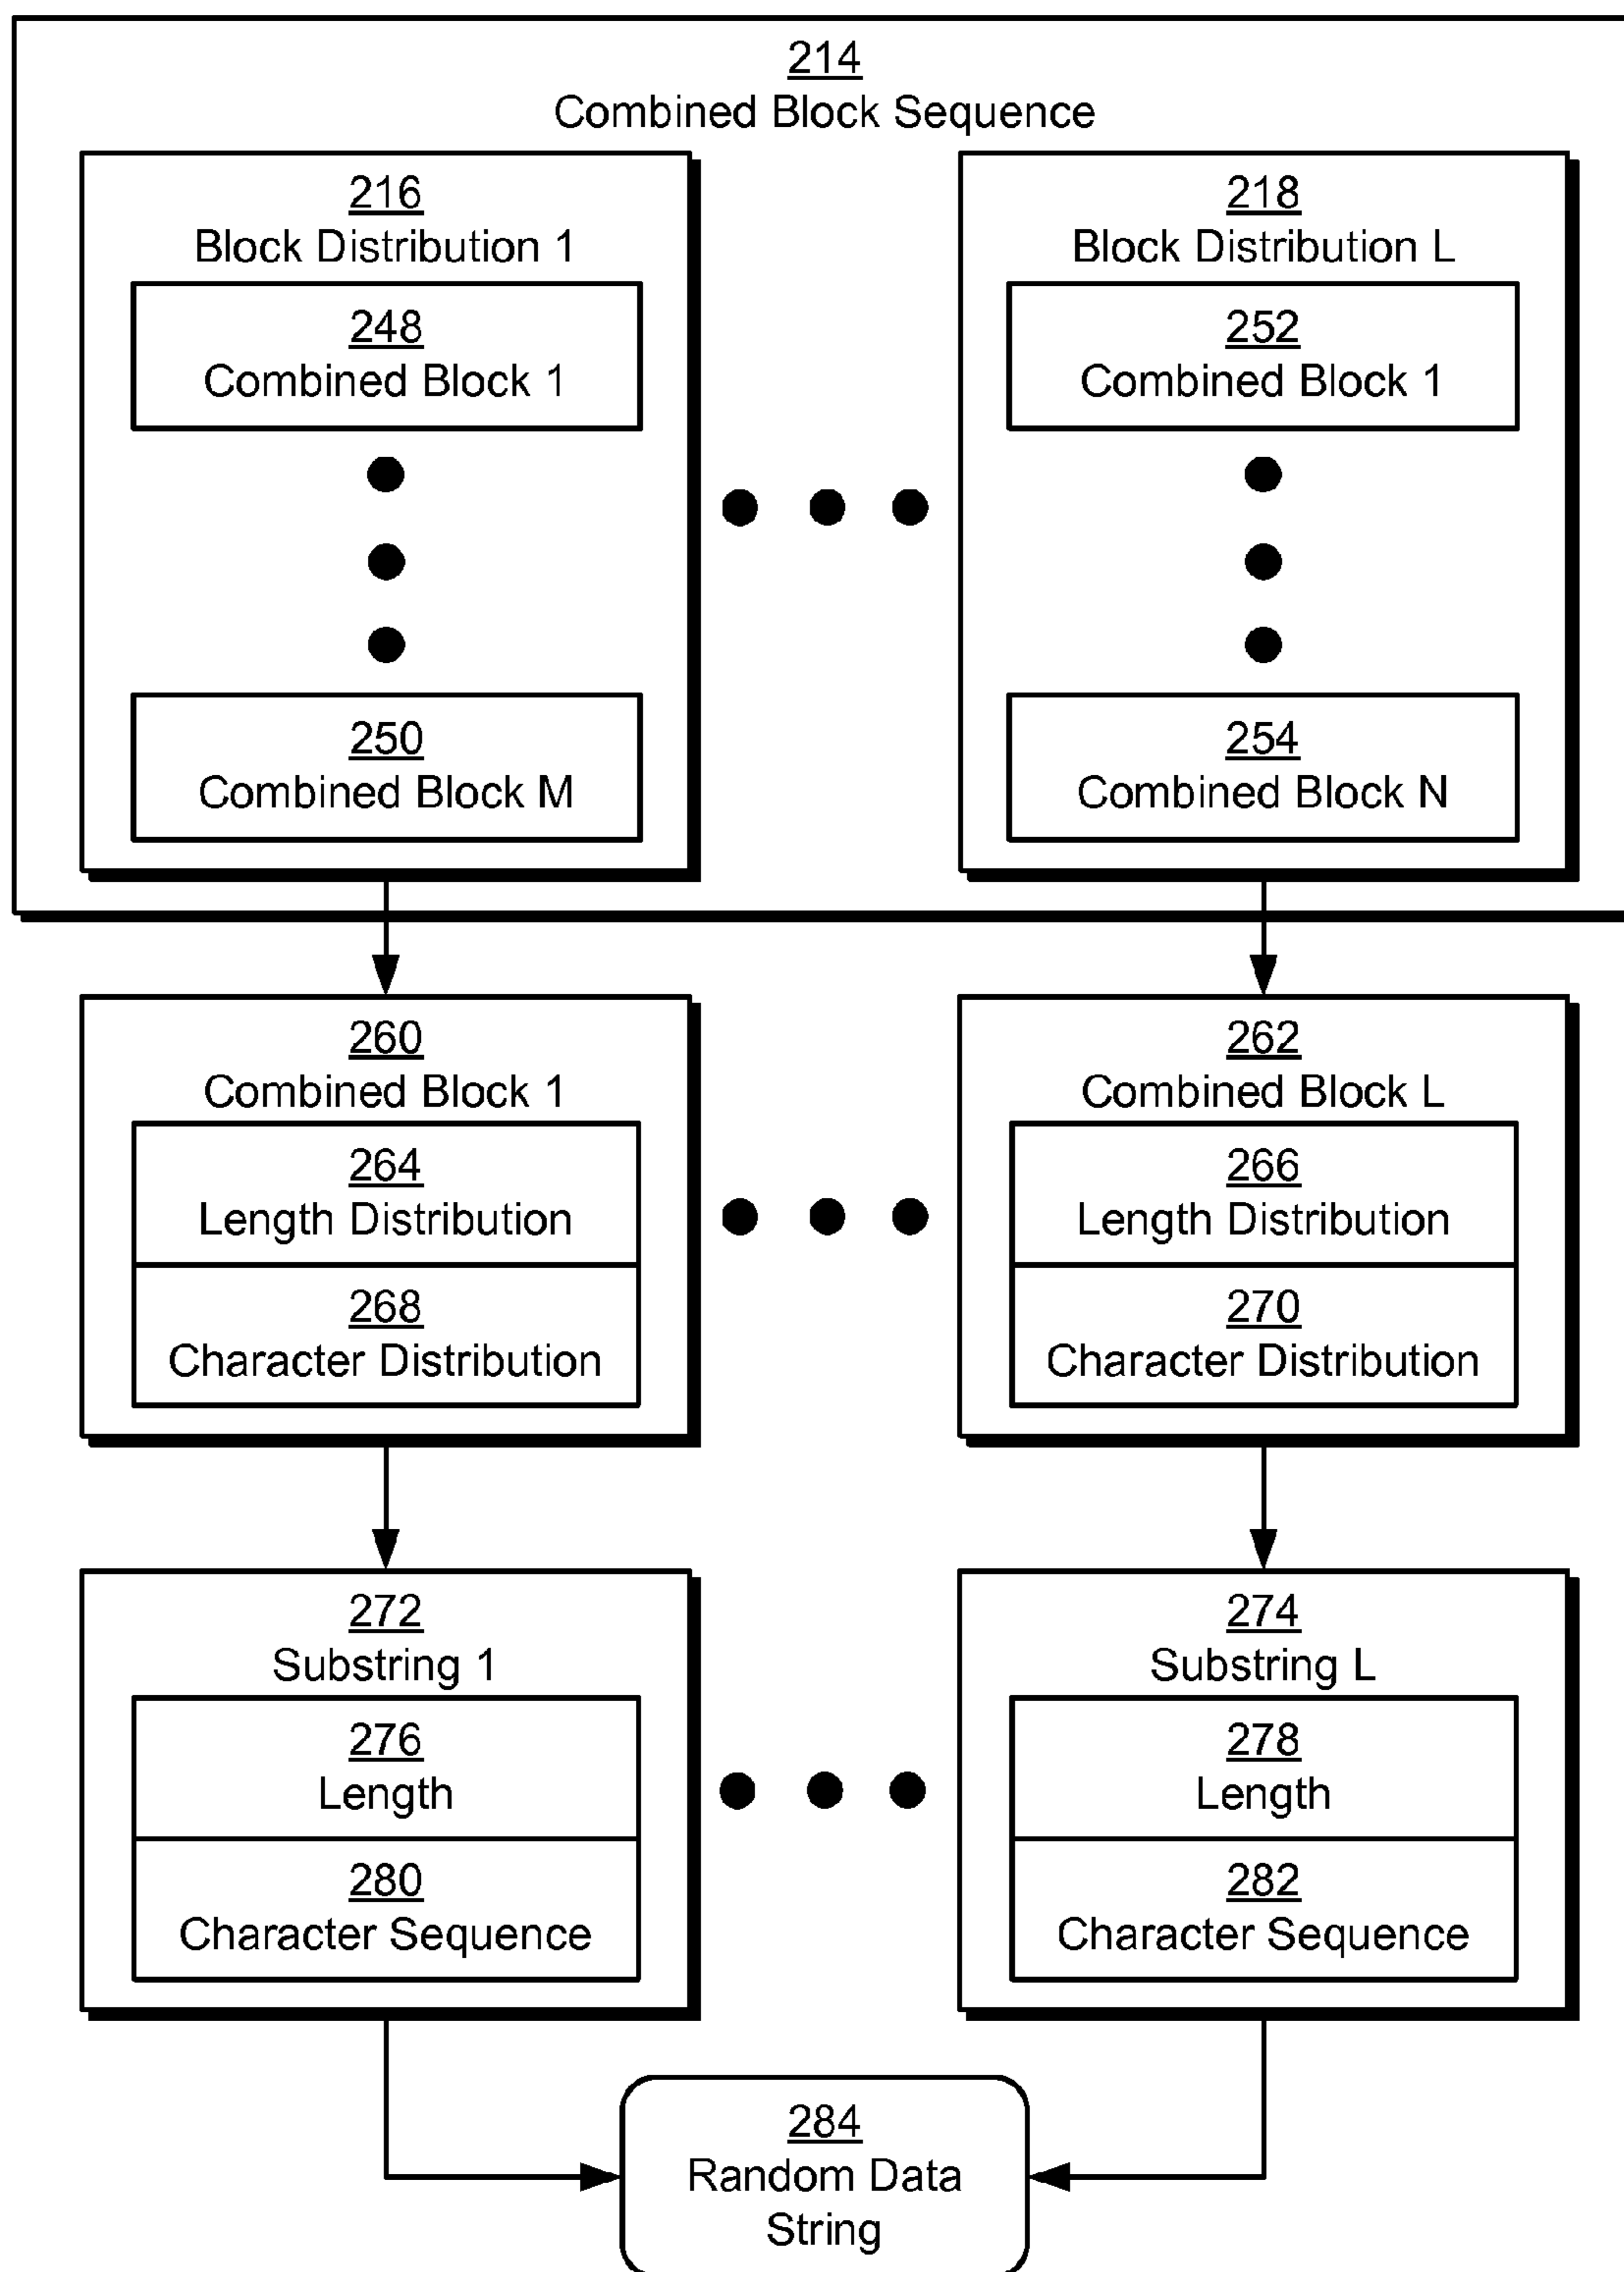 214
Combined Block Sequence
216
Block Distribution 1
248
Combined Block 1
250
Combined Block M
218
Block Distribution L
252
Combined Block 1
254
Combined Block N
260
Combined Block 1
264
Length Distribution
268
Character Distribution
262
Combined Block L
266
Length Distribution
270
Character Distribution
272
Substring 1
276
Length
280
Character Sequence
274
Substring L
278
Length
282
Character Sequence
284
Random Data
String